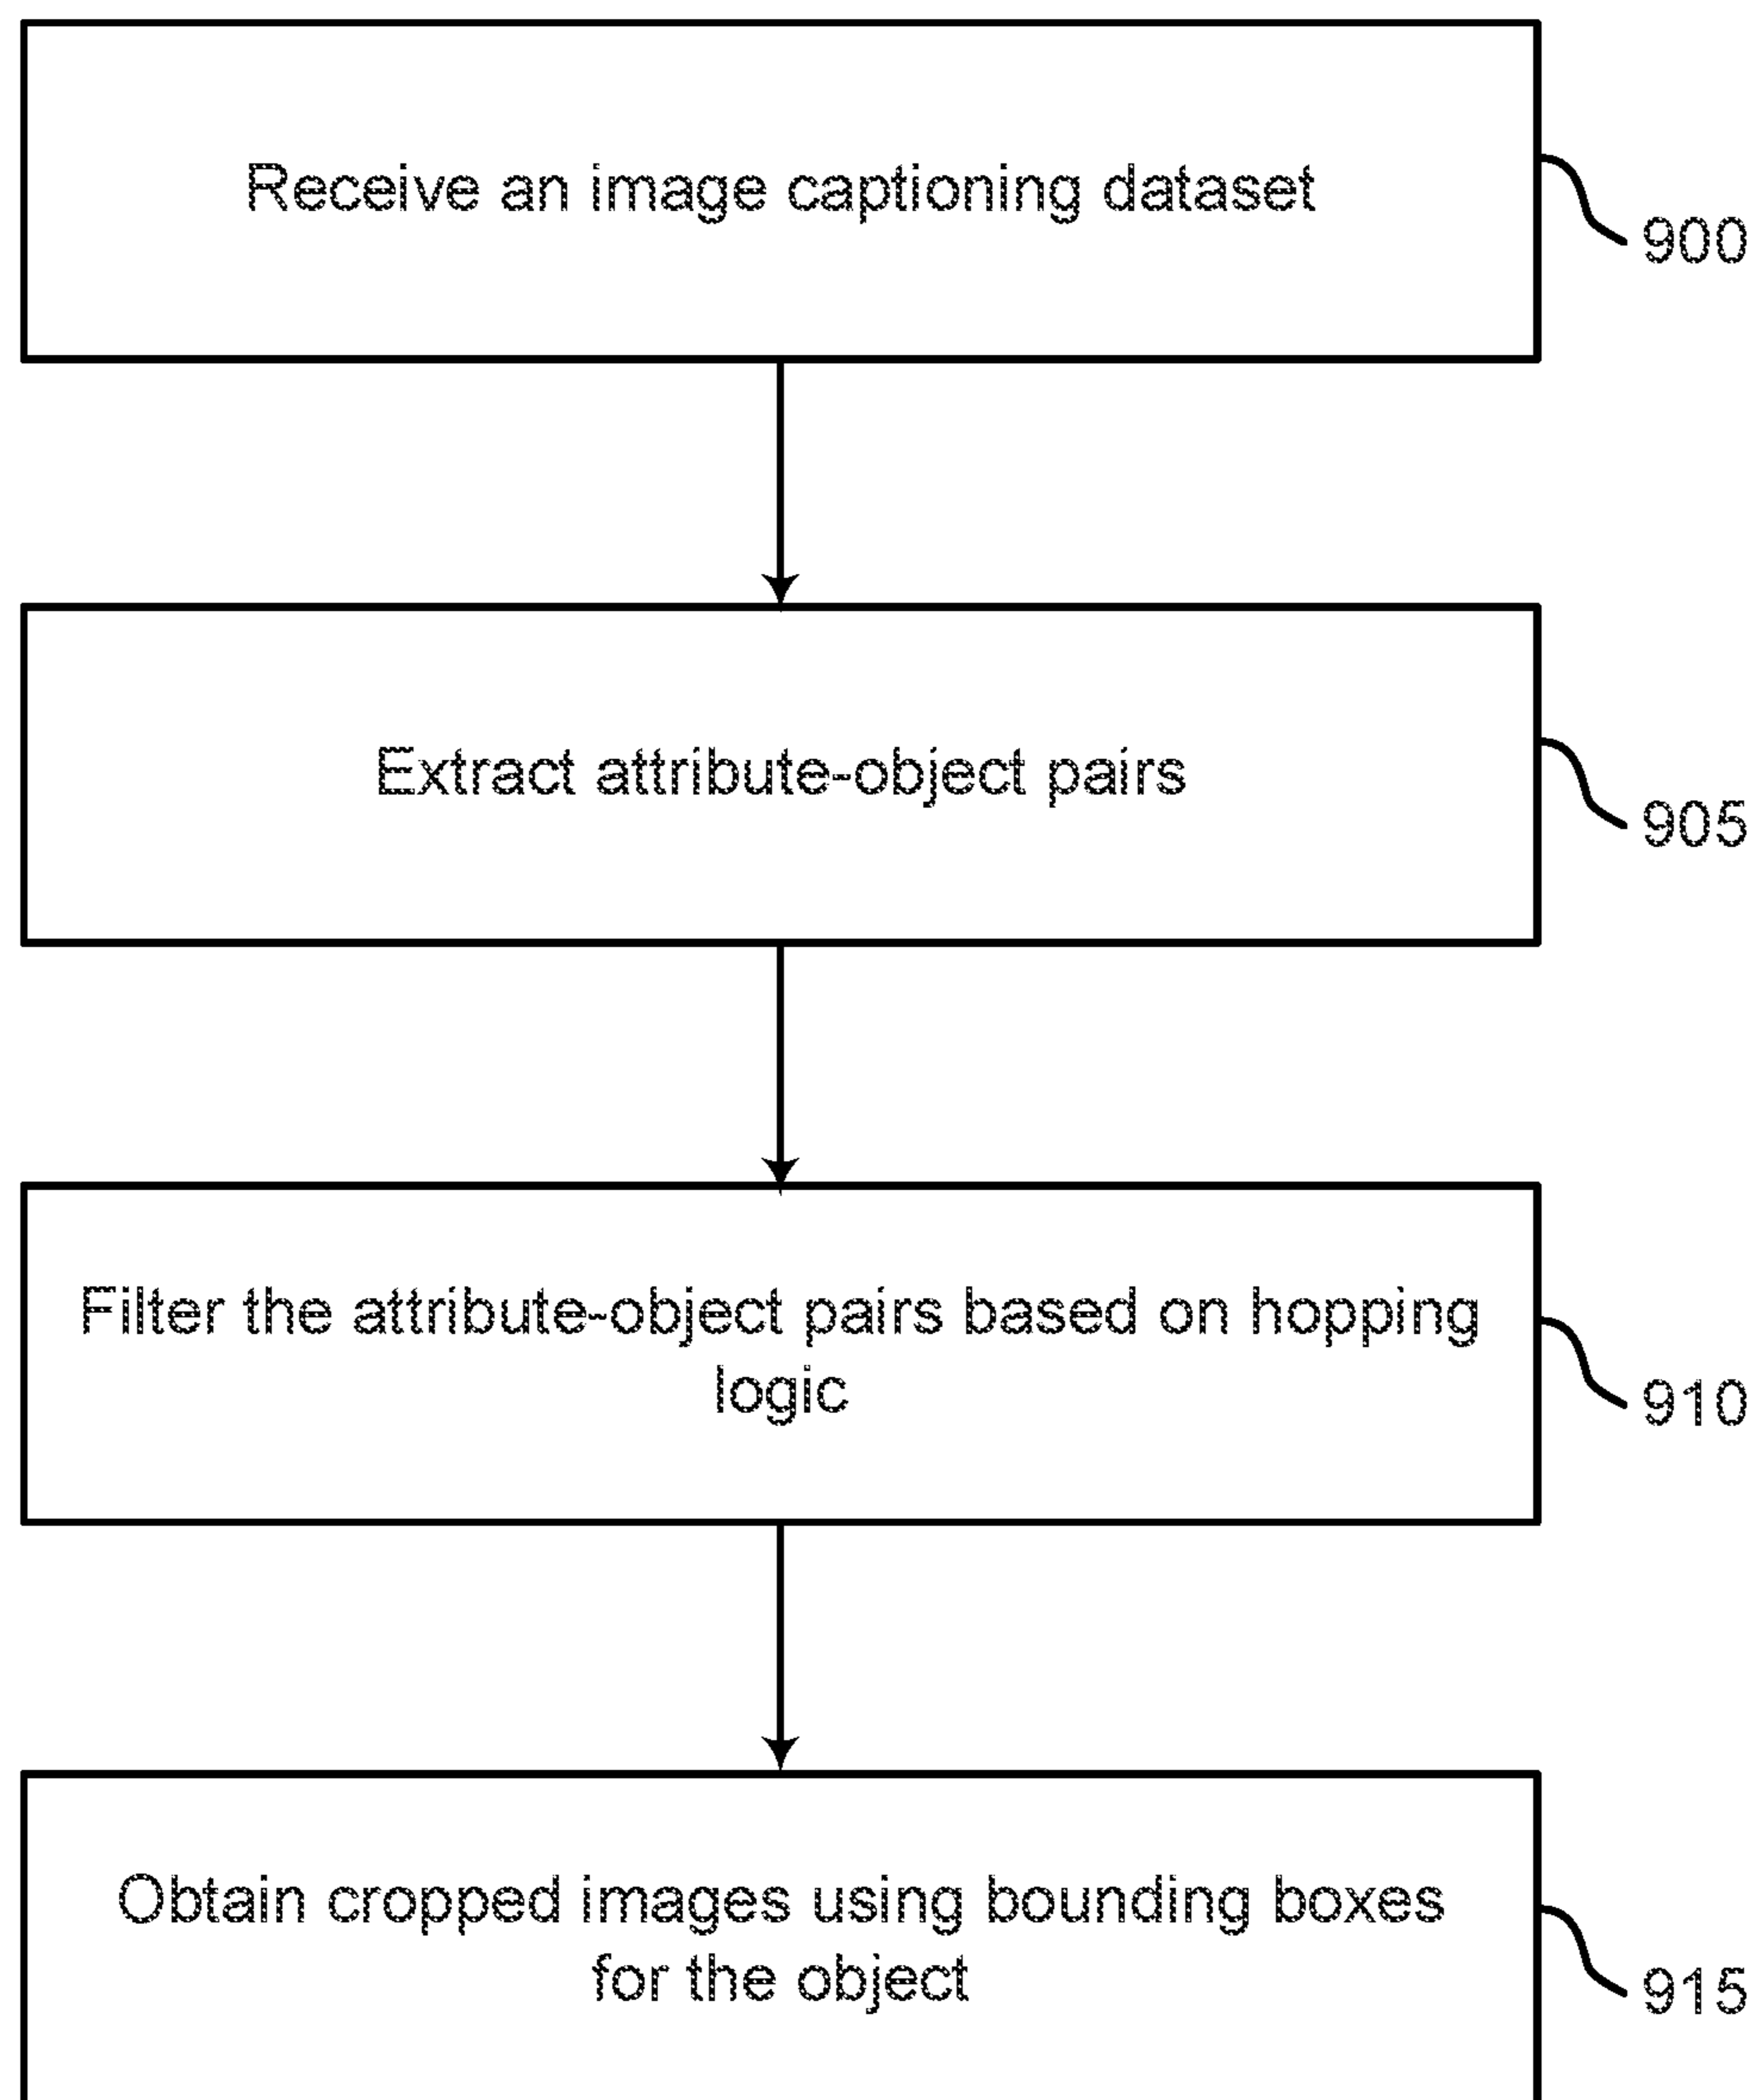 Receive an image captioning dataset
900
Extract attribute-object pairs
905
Filter the attribute-object pairs based on hopping
logic
910
Obtain cropped images using bounding boxes
for the object
915